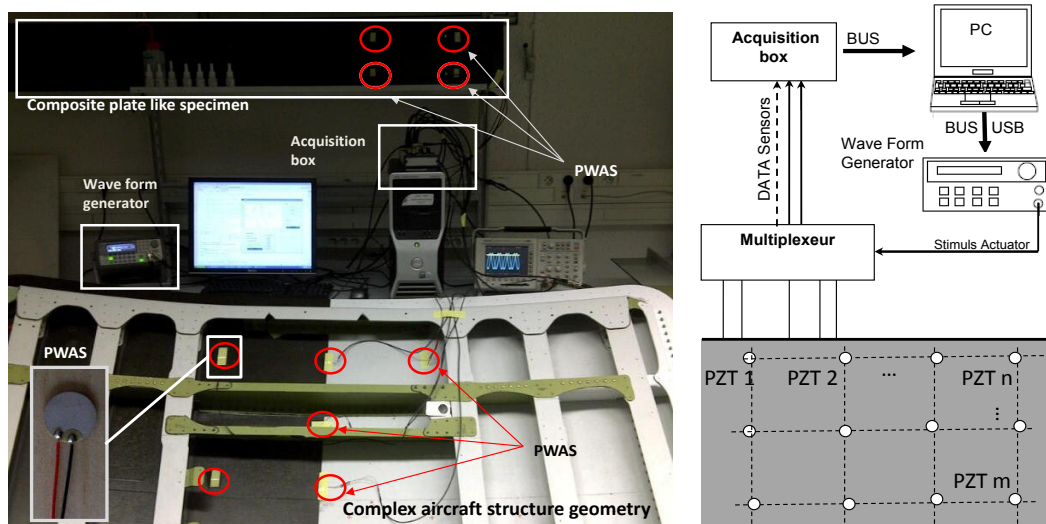 Composite plate like specimen
Acquisition
box
PWAS
Wave form
generator
PWAS
PWAS
Complex aircraft structure geometry
Acquisition
box
BUS
PC
DATA Sensors
BUS
USB
Wave Form
Generator
Multiplexeur
Stimuls Actuator
PZT 1
PZT 2
...
PZT n
...
PZT m